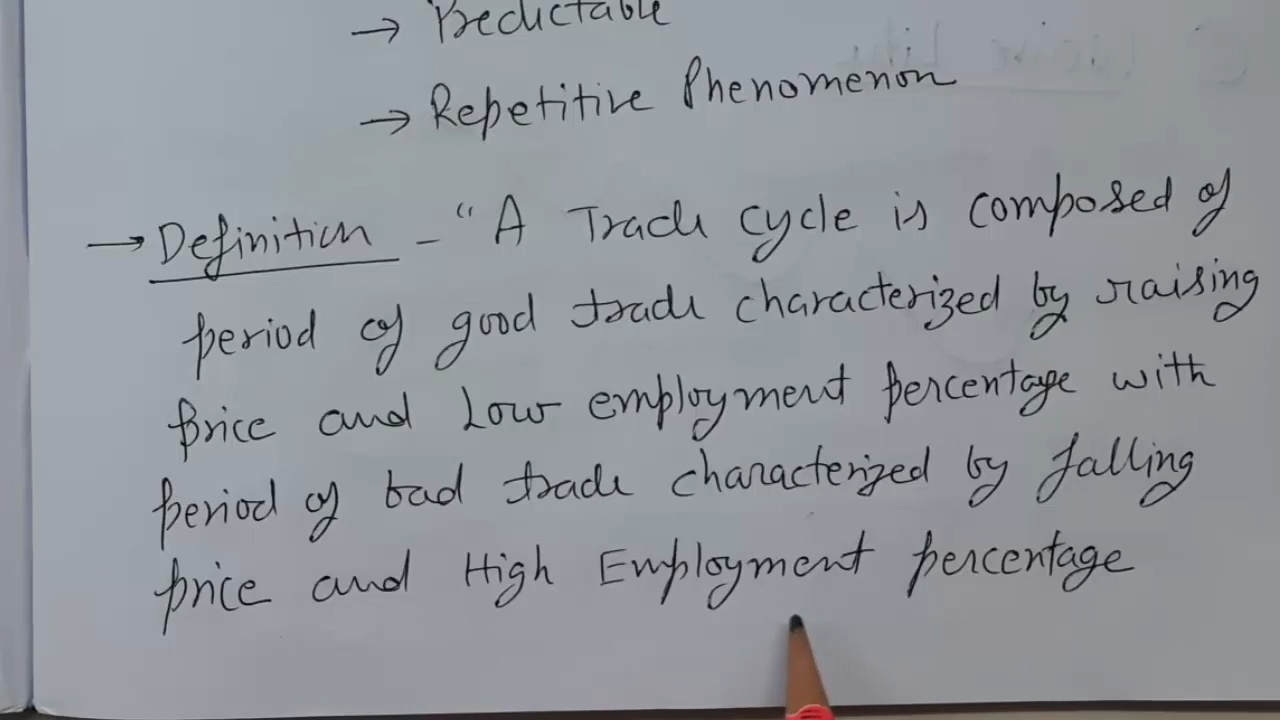 → Predictable
→ Repetitive Phenomenon
→ Definition - "A Trade cycle is composed of
period of good trade characterized by raising
price and Low employment percentage with
period of bad trade characterized by falling
price and High Employment percentage